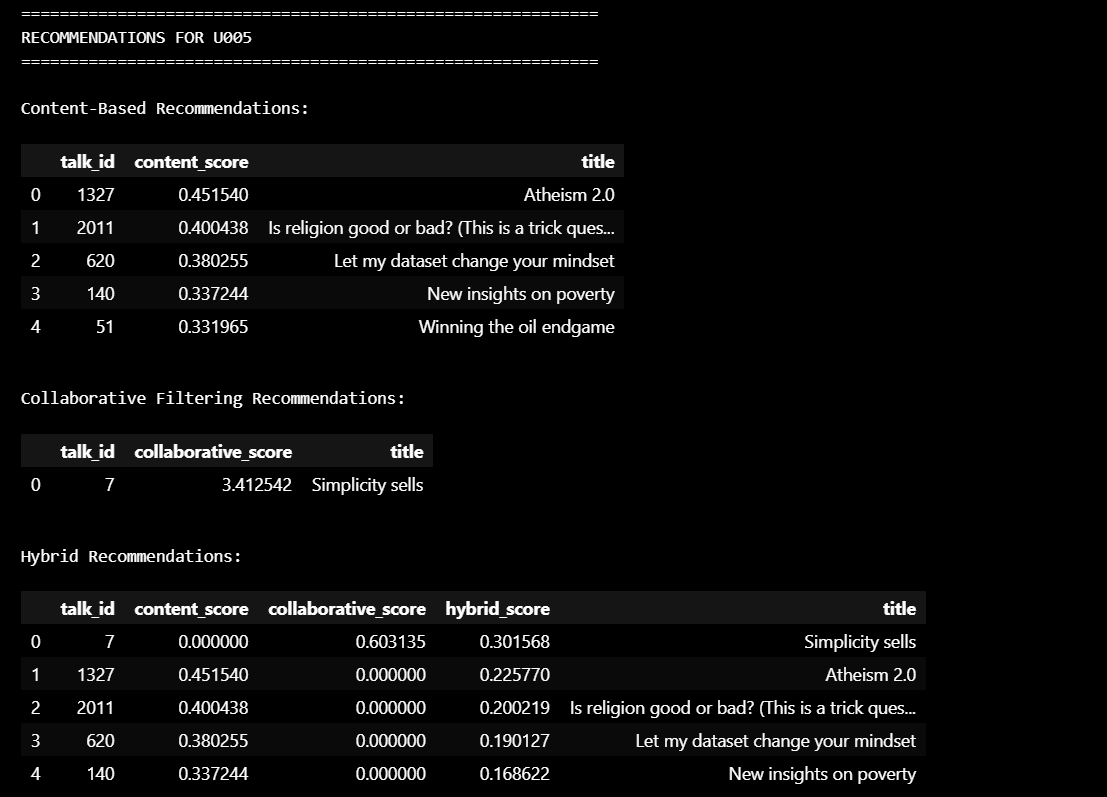 ============================================================
RECOMMENDATIONS FOR U005
============================================================
Content-Based Recommendations:
talk_id content_score title
0 1327 0.451540 Atheism 2.0
1 2011 0.400438 Is religion good or bad? (This is a trick ques...
2 620 0.380255 Let my dataset change your mindset
3 140 0.337244 New insights on poverty
4 51 0.331965 Winning the oil endgame
Collaborative Filtering Recommendations:
talk_id collaborative_score title
0 7 3.412542 Simplicity sells
Hybrid Recommendations:
talk_id content_score collaborative_score hybrid_score title
0 7 0.000000 0.603135 0.301568 Simplicity sells
1 1327 0.451540 0.000000 0.225770 Atheism 2.0
2 2011 0.400438 0.000000 0.200219 Is religion good or bad? (This is a trick ques...
3 620 0.380255 0.000000 0.190127 Let my dataset change your mindset
4 140 0.337244 0.000000 0.168622 New insights on poverty